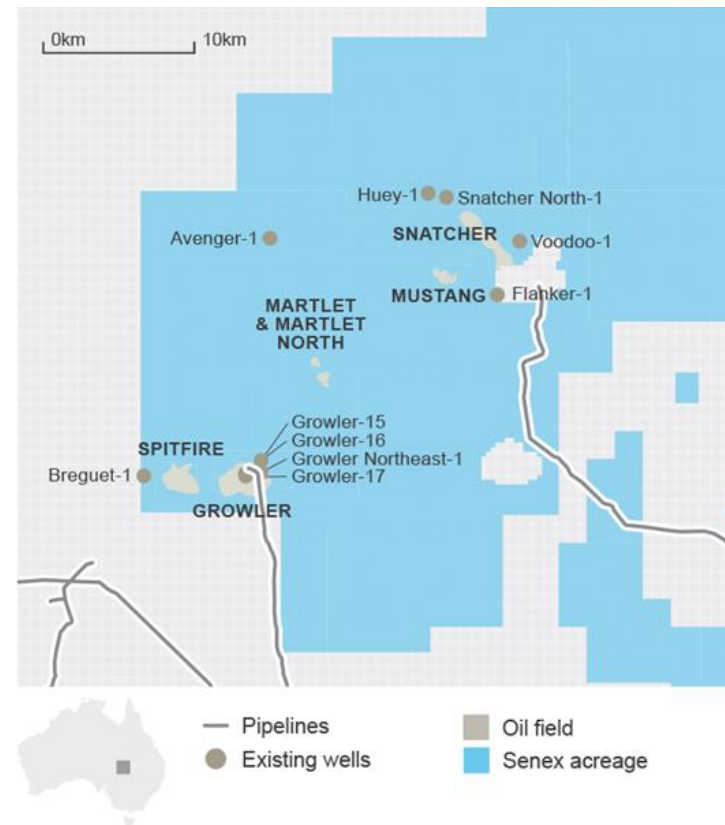 0km 10km
Huey-1
Snatcher North-1
SNATCHER
Avenger-1
Voodoo-1
MUSTANG
Flanker-1
MARTLET
& MARTLET
NORTH
Growler-15
Growler-16
SPITFIRE
Growler Northeast-1
Breguet-1
Growler-17
GROWLER
Pipelines
Oil field
Existing wells
Senex acreage